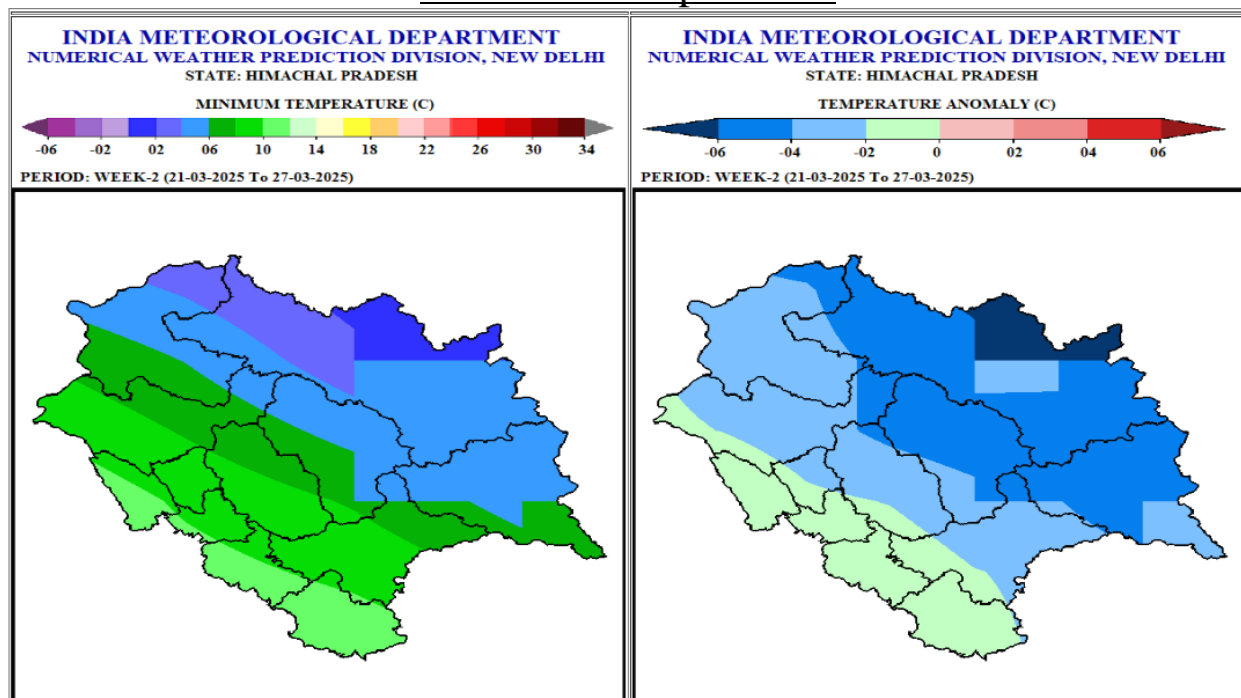 INDIA METEOROLOGICAL DEPARTMENT
NUMERICAL WEATHER PREDICTION DIVISION, NEW DELHI
STATE: HIMACHAL PRADESH
MINIMUM TEMPERATURE (C)
-06 -02 02 06 10 14 18 22 26 30 34
PERIOD: WEEK-2 (21-03-2025 To 27-03-2025)
INDIA METEOROLOGICAL DEPARTMENT
NUMERICAL WEATHER PREDICTION DIVISION, NEW DELHI
STATE: HIMACHAL PRADESH
TEMPERATURE ANOMALY (C)
-06 -04 -02 0 02 04 06
PERIOD: WEEK-2 (21-03-2025 To 27-03-2025)